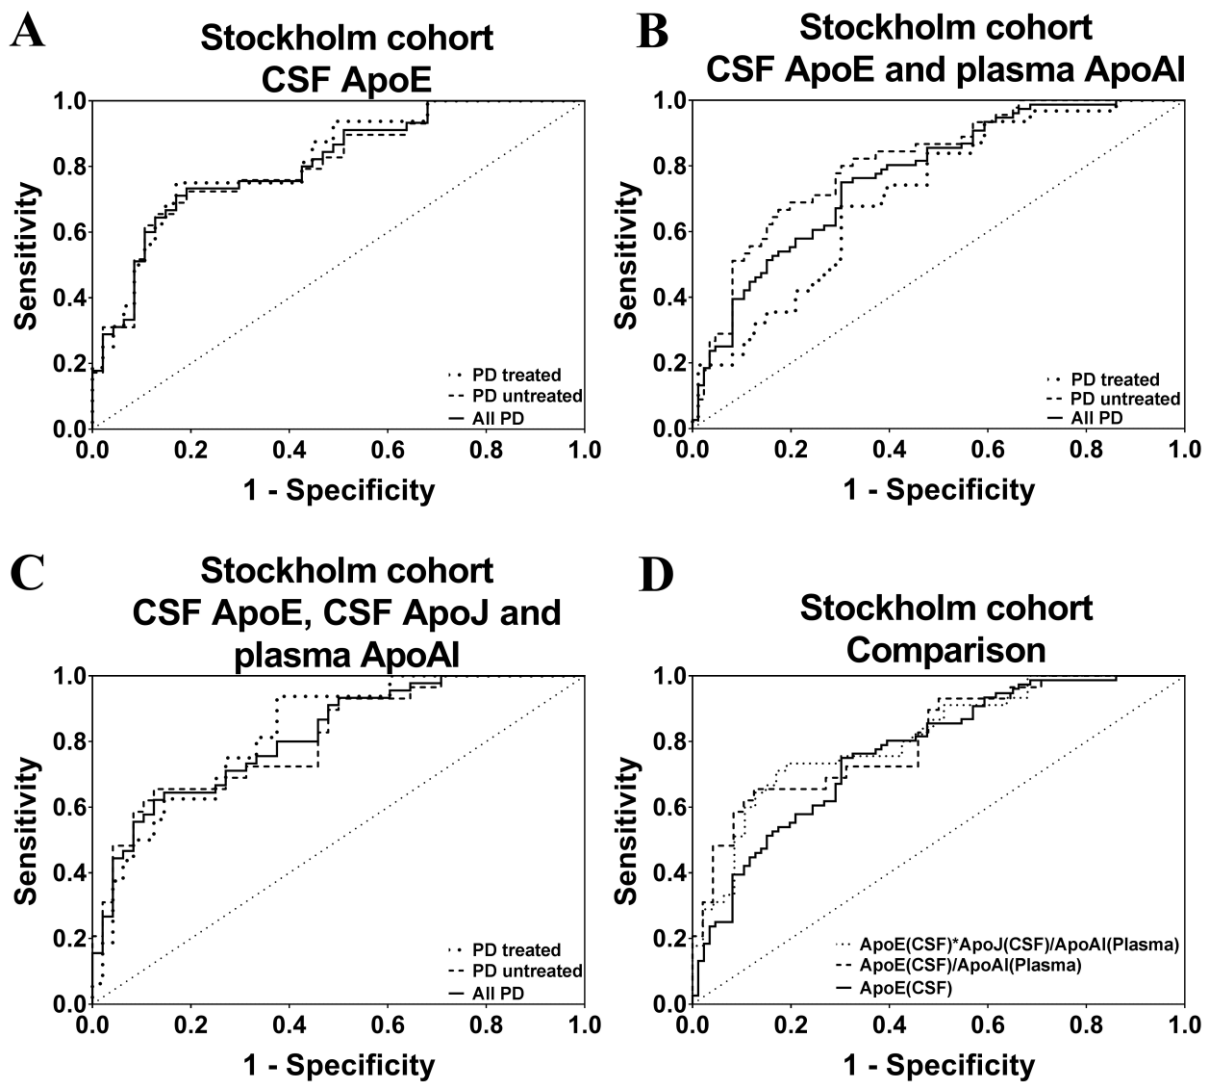 A
Stockholm cohort
CSF ApoE
1.0
0.8
0.6
0.4
0.2
0.0
Sensitivity
PD treated
PD untreated
All PD
0.0 0.2 0.4 0.6 0.8 1.0
1 - Specificity
B
Stockholm cohort
CSF ApoE and plasma ApoAI
1.0
0.8
0.6
0.4
0.2
0.0
Sensitivity
PD treated
PD untreated
All PD
0.0 0.2 0.4 0.6 0.8 1.0
1 - Specificity
C
Stockholm cohort
CSF ApoE, CSF ApoJ and
plasma ApoAI
1.0
0.8
0.6
0.4
0.2
0.0
Sensitivity
PD treated
PD untreated
All PD
0.0 0.2 0.4 0.6 0.8 1.0
1 - Specificity
D
Stockholm cohort
Comparison
1.0
0.8
0.6
0.4
0.2
0.0
Sensitivity
ApoE(CSF)*ApoJ(CSF)/ApoAI(Plasma)
ApoE(CSF)/ApoAI(Plasma)
ApoE(CSF)
0.0 0.2 0.4 0.6 0.8 1.0
1 - Specificity